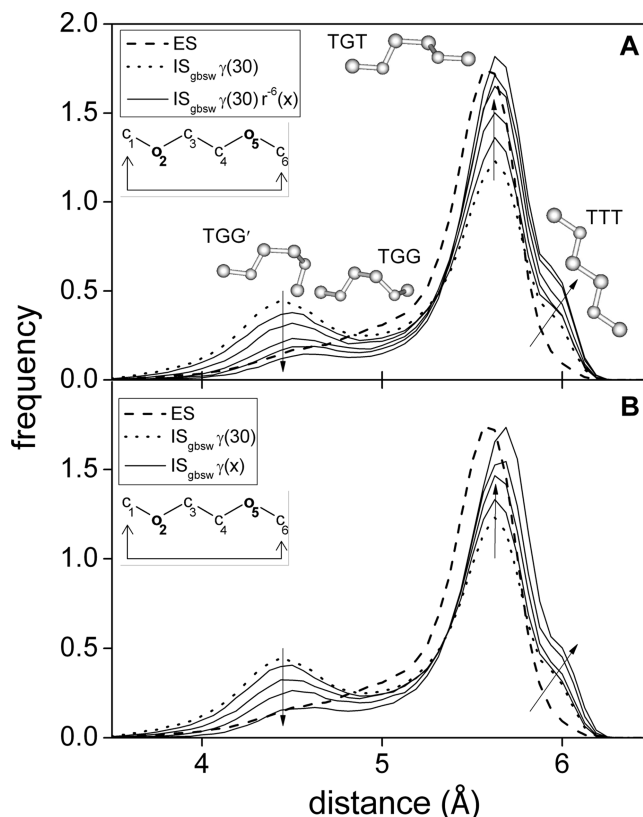 2.0
1.5
1.0
0.5
0.0
A
ES
IS_gbsw γ(30)
IS_gbsw γ(30) r⁻⁶(x)
C₁
O₂
C₃
C₄
O₅
C₆
TGT
TTT
TGG′
TGG
frequency
1.5
1.0
0.5
0.0
B
ES
IS_gbsw γ(30)
IS_gbsw γ(x)
C₁
O₂
C₃
C₄
O₅
C₆
4
5
6
distance (Å)